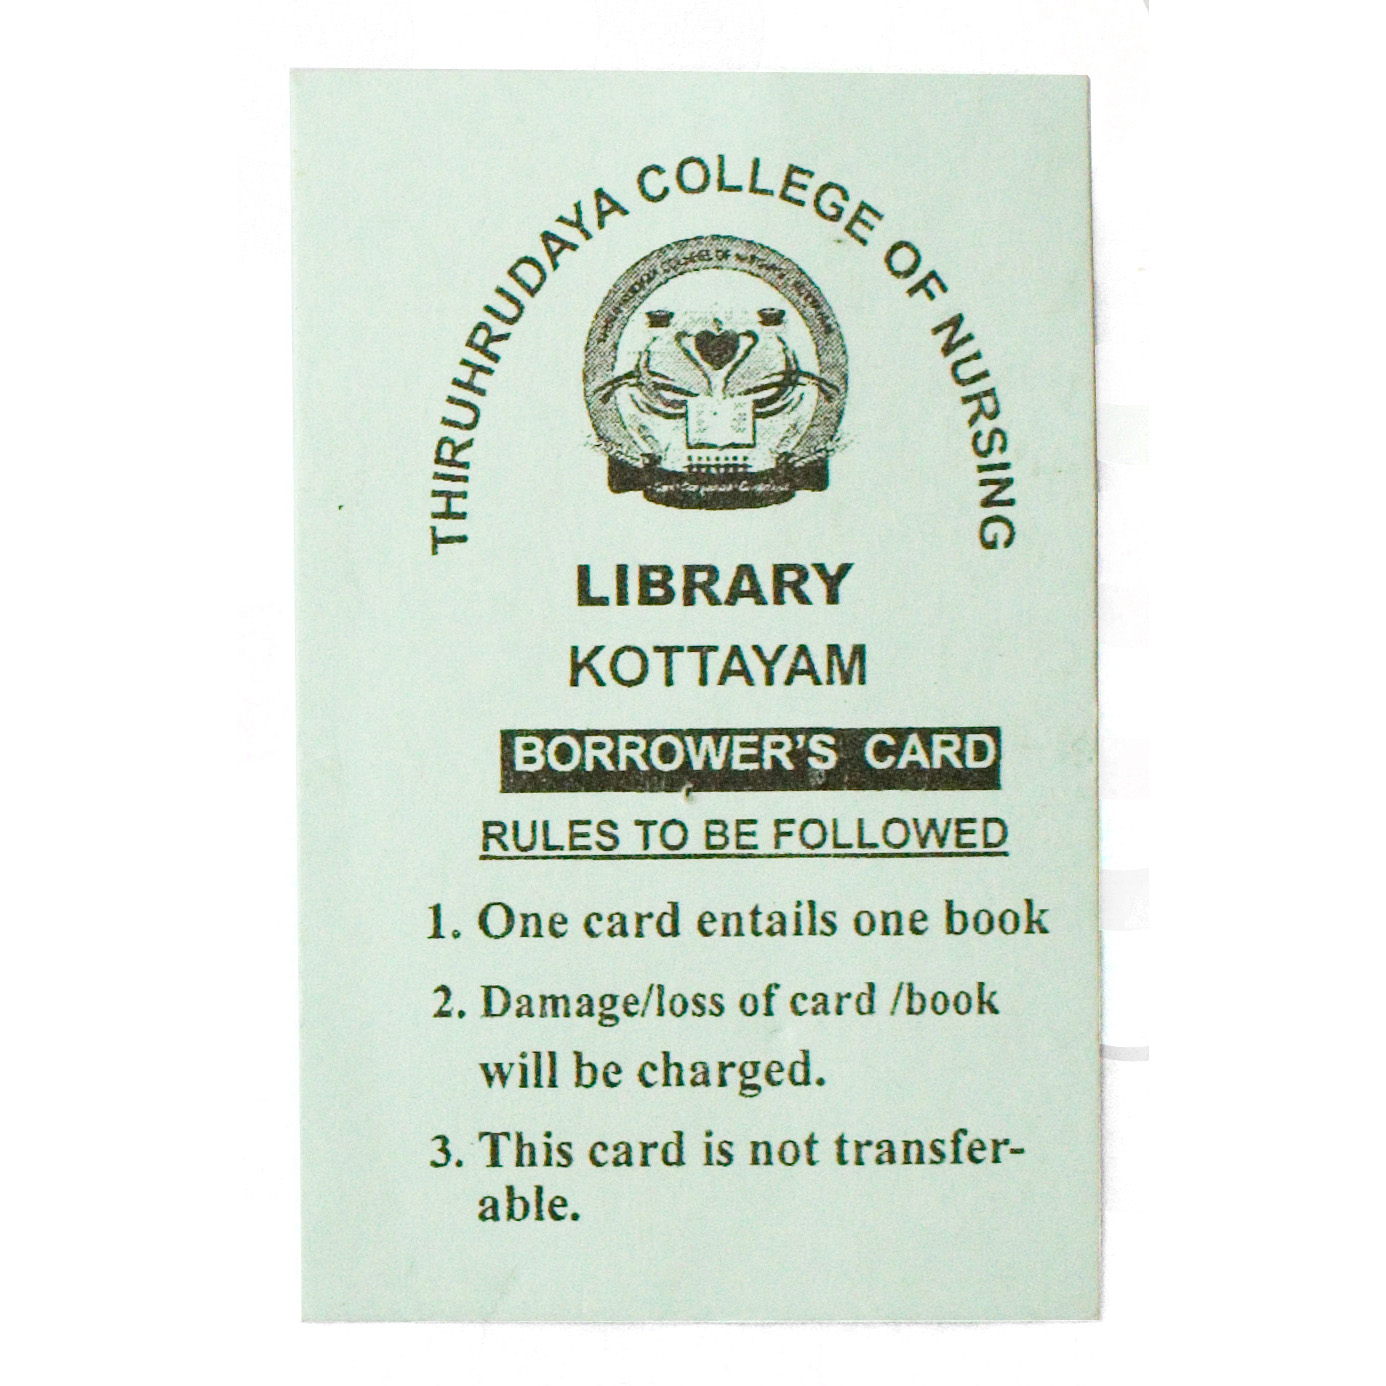 THIRUHRUDAYA COLLEGE OF NURSING
LIBRARY
KOTTAYAM
BORROWER'S CARD
RULES TO BE FOLLOWED
1. One card entails one book
2. Damage/loss of card /book
will be charged.
3. This card is not transfer-
able.